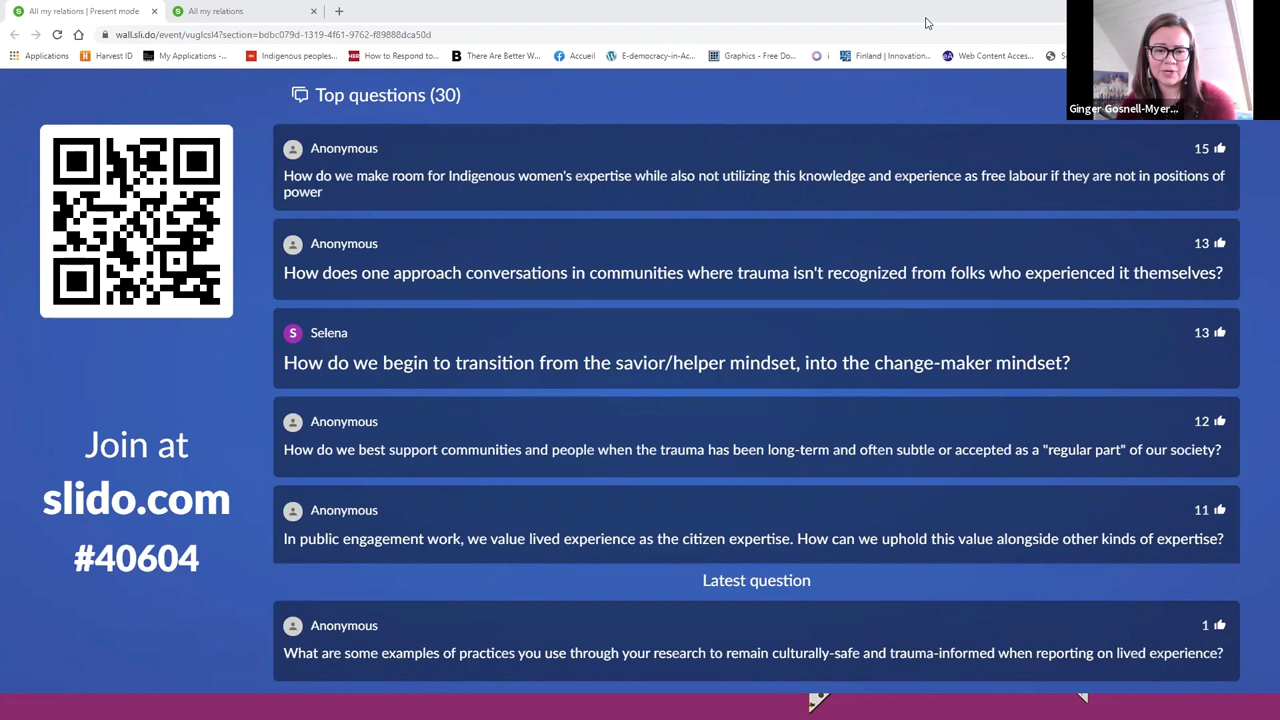 All my relations | Present mode
All my relations
wall.sli.do/event/vuglcsl4?section=bdbc079d-1319-4f61-9762-f89888dca50d
Applications
Harvest ID
My Applications -...
Indigenous peoples...
How to Respond to...
There Are Better W...
Accueil
E-democracy-in-Ac...
Graphics - Free Do...
i
Finland | Innovation...
Web Content Acces...
Ginger Gosnell-Myer...
Top questions (30)
Anonymous
15
How do we make room for Indigenous women's expertise while also not utilizing this knowledge and experience as free labour if they are not in positions of
power
Anonymous
13
How does one approach conversations in communities where trauma isn't recognized from folks who experienced it themselves?
S
Selena
13
How do we begin to transition from the savior/helper mindset, into the change-maker mindset?
Anonymous
12
How do we best support communities and people when the trauma has been long-term and often subtle or accepted as a "regular part" of our society?
Anonymous
11
In public engagement work, we value lived experience as the citizen expertise. How can we uphold this value alongside other kinds of expertise?
Latest question
Anonymous
1
What are some examples of practices you use through your research to remain culturally-safe and trauma-informed when reporting on lived experience?
Join at
slido.com
#40604